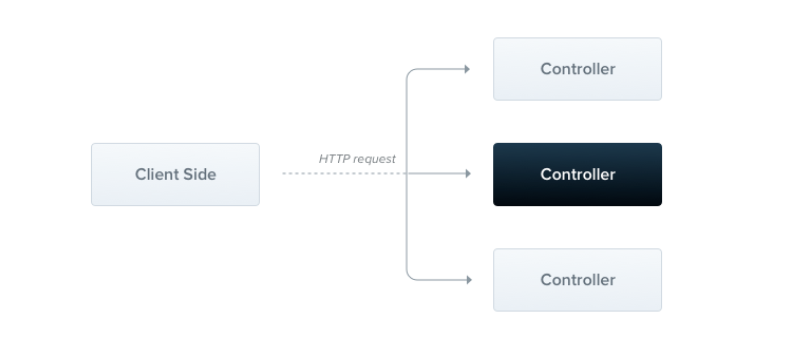 Controller
HTTP request
Client Side
Controller
Controller